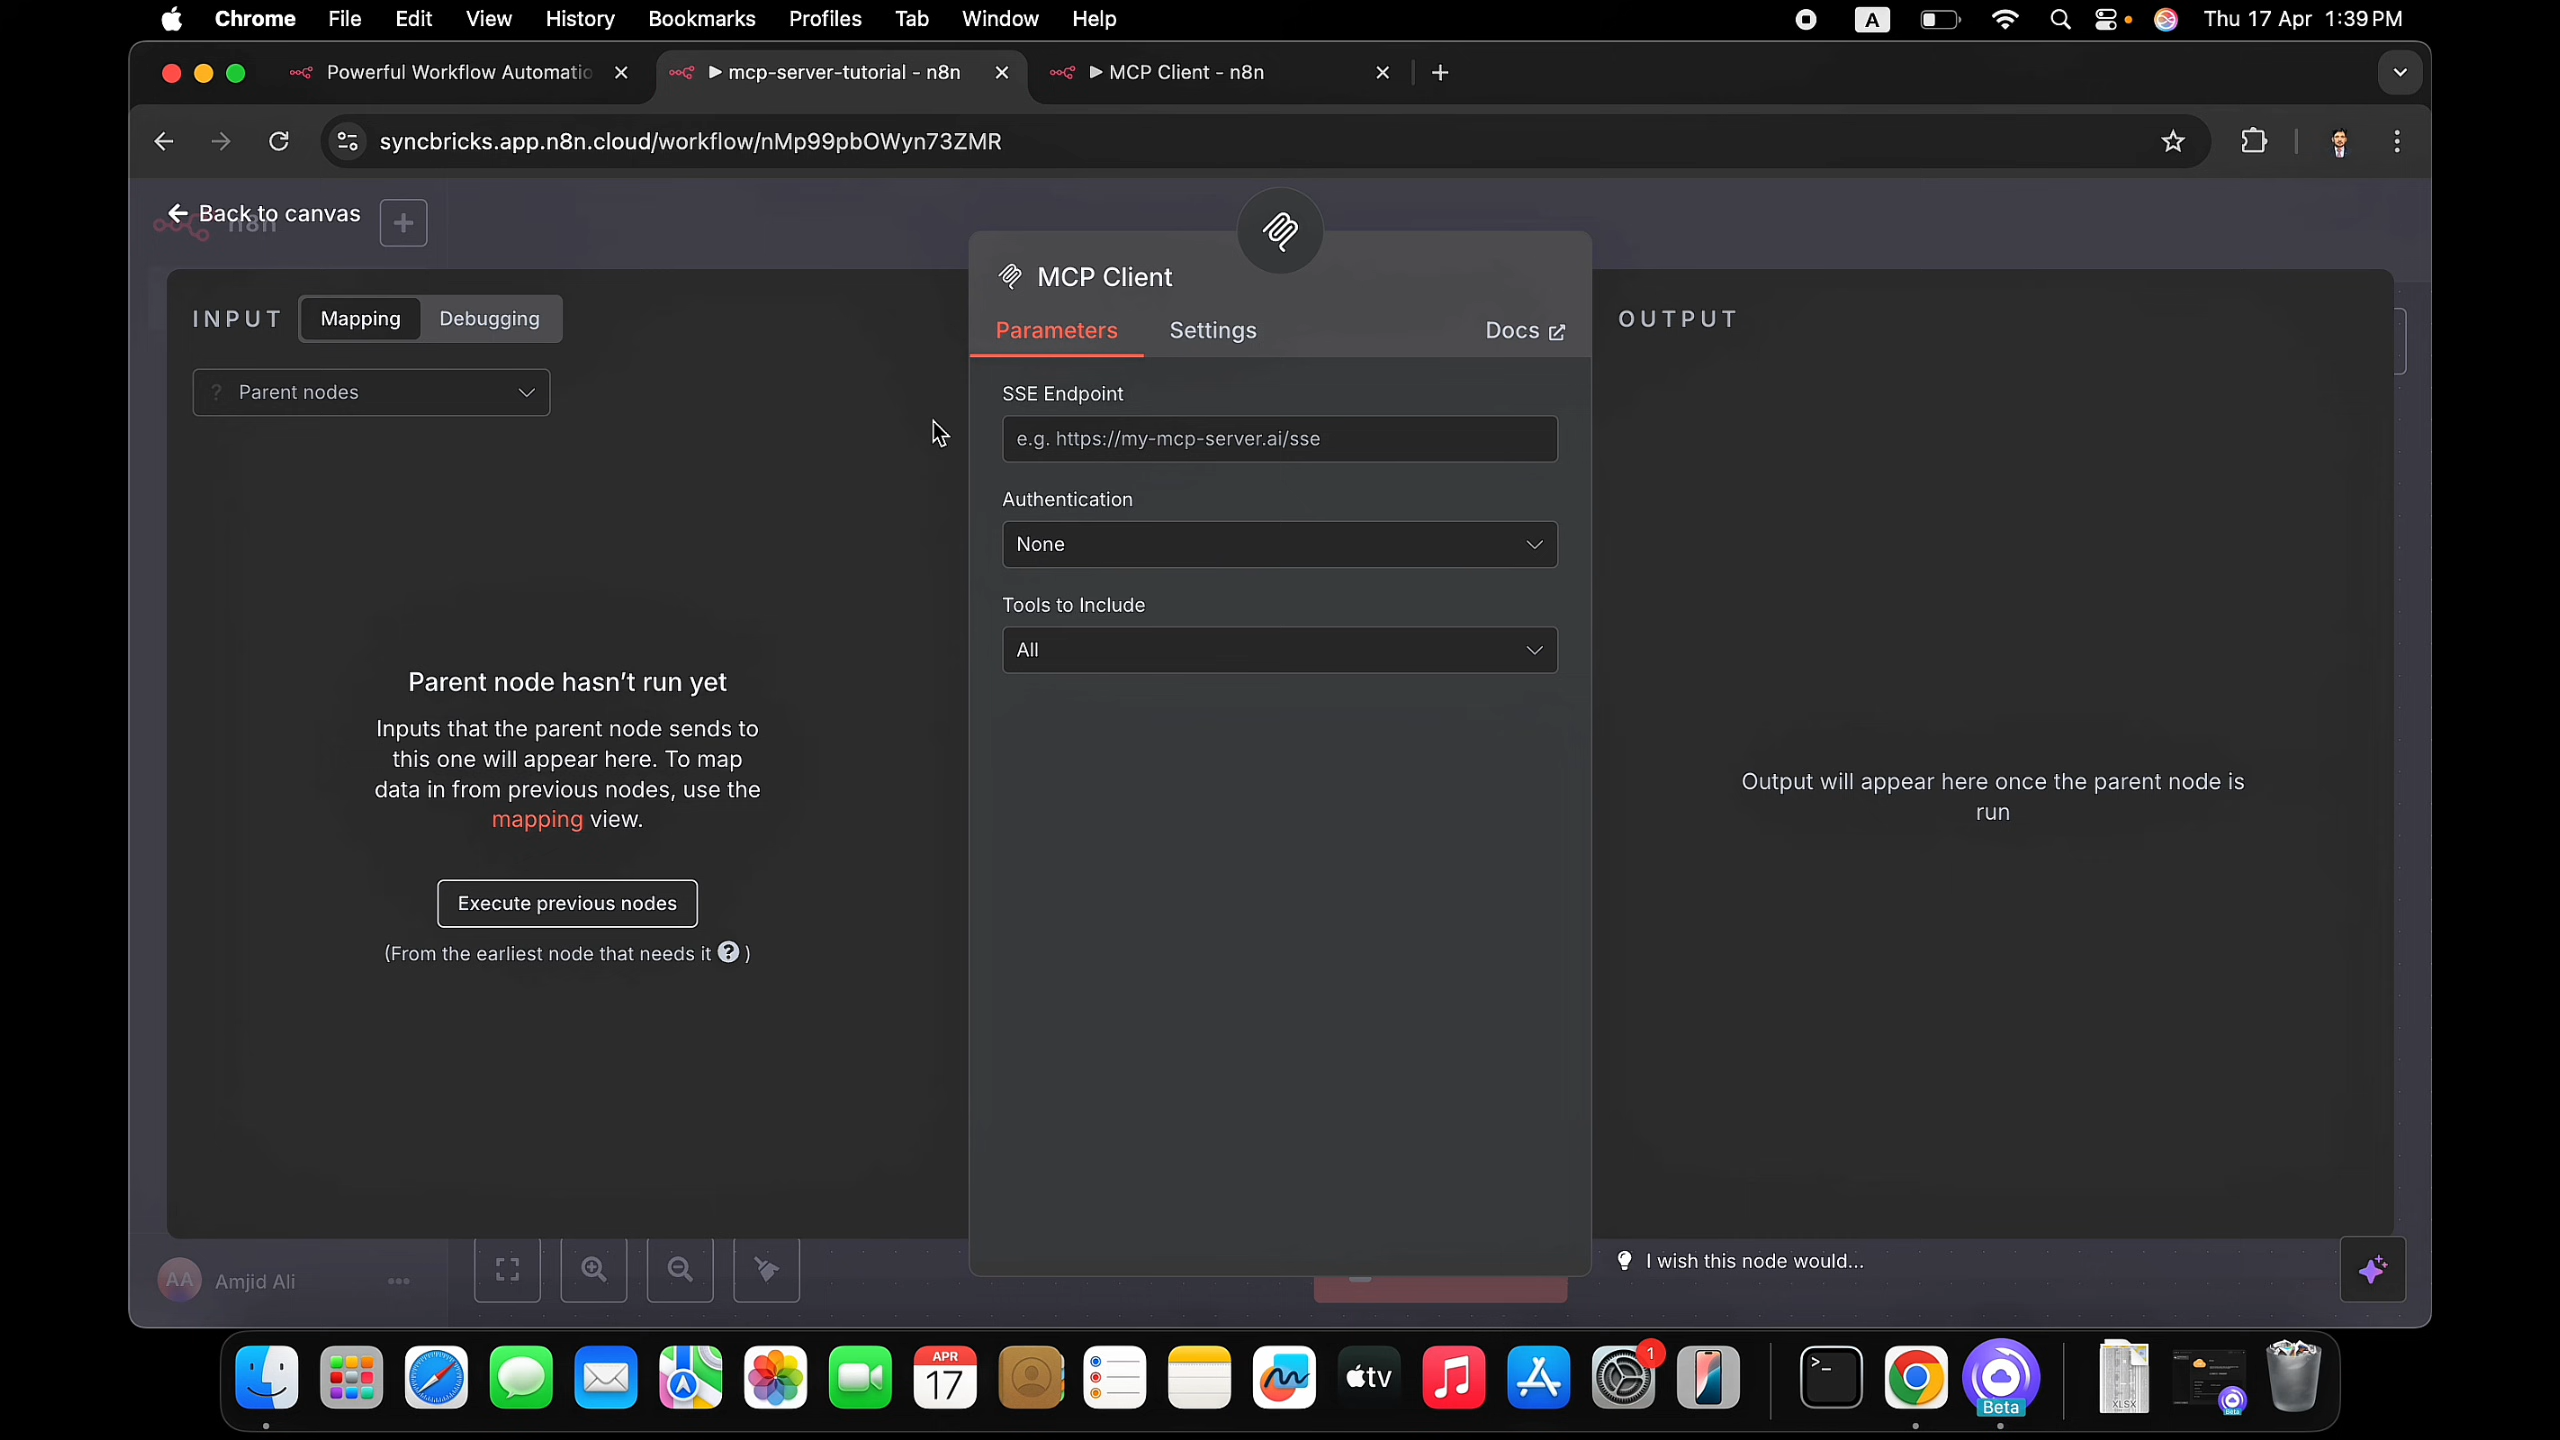 Chrome File Edit View History Bookmarks Profiles Tab Window Help A Thu 17 Apr 1:39 PM
Powerful Workflow Automatio mcp-server-tutorial - n8n MCP Client - n8n
syncbricks.app.n8n.cloud/workflow/nMp99pbOWyn73ZMR
Back to canvas
n8n
MCP Client
INPUT Mapping Debugging
Parameters Settings Docs
OUTPUT
? Parent nodes
SSE Endpoint
e.g. https://my-mcp-server.ai/sse
Authentication
None
Tools to Include
All
Parent node hasn't run yet
Inputs that the parent node sends to
this one will appear here. To map
data in from previous nodes, use the
mapping view.
Execute previous nodes
(From the earliest node that needs it ? )
Output will appear here once the parent node is
run
AA Amjid Ali
I wish this node would...
APR
17
tv
1
>_
Beta
XLSX